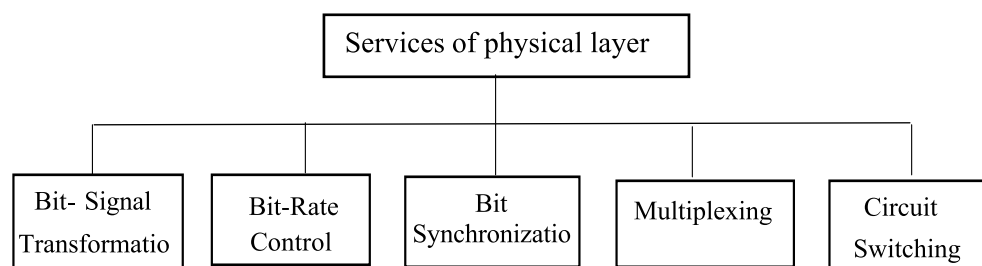 Services of physical layer
Bit- Signal
Transformatio
Bit-Rate
Control
Bit
Synchronizatio
Multiplexing
Circuit
Switching